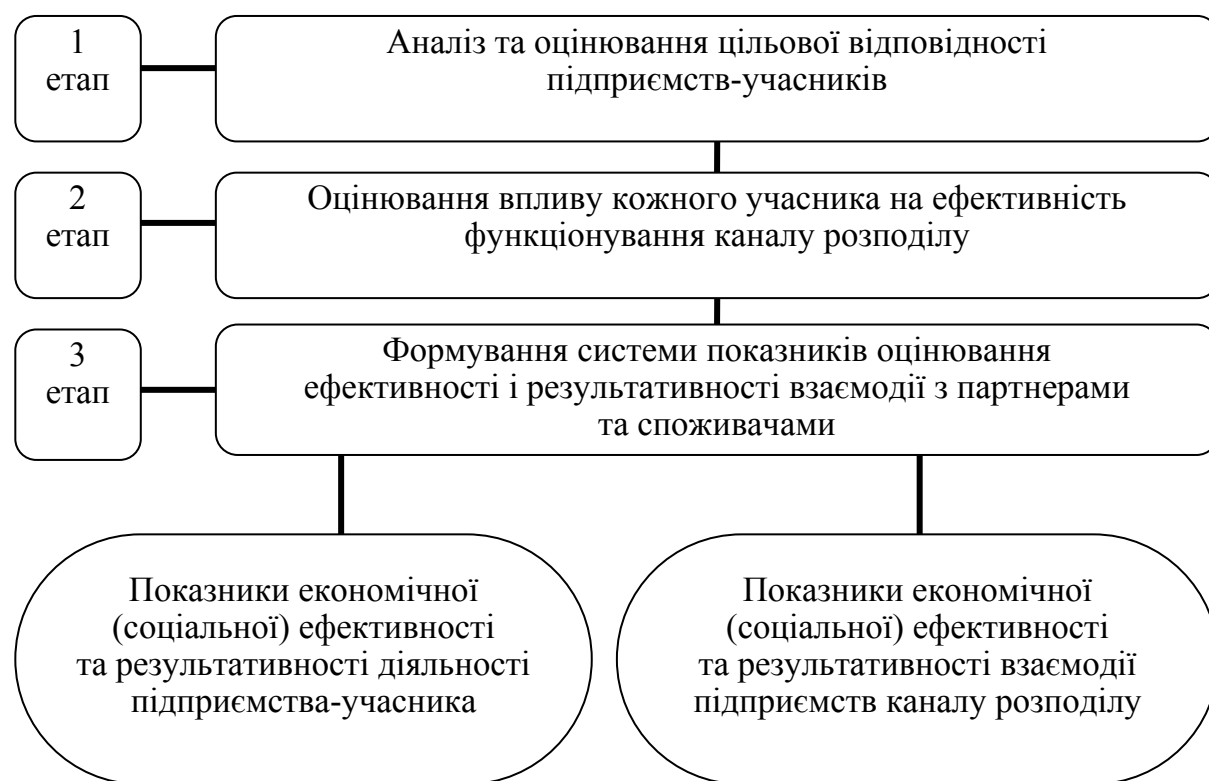 1
етап
Аналіз та оцінювання цільової відповідності
підприємств-учасників
2
етап
Оцінювання впливу кожного учасника на ефективність
функціонування каналу розподілу
3
етап
Формування системи показників оцінювання
ефективності і результативності взаємодії з партнерами
та споживачами
Показники економічної
(соціальної) ефективності
та результативності діяльності
підприємства-учасника
Показники економічної
(соціальної) ефективності
та результативності взаємодії
підприємств каналу розподілу